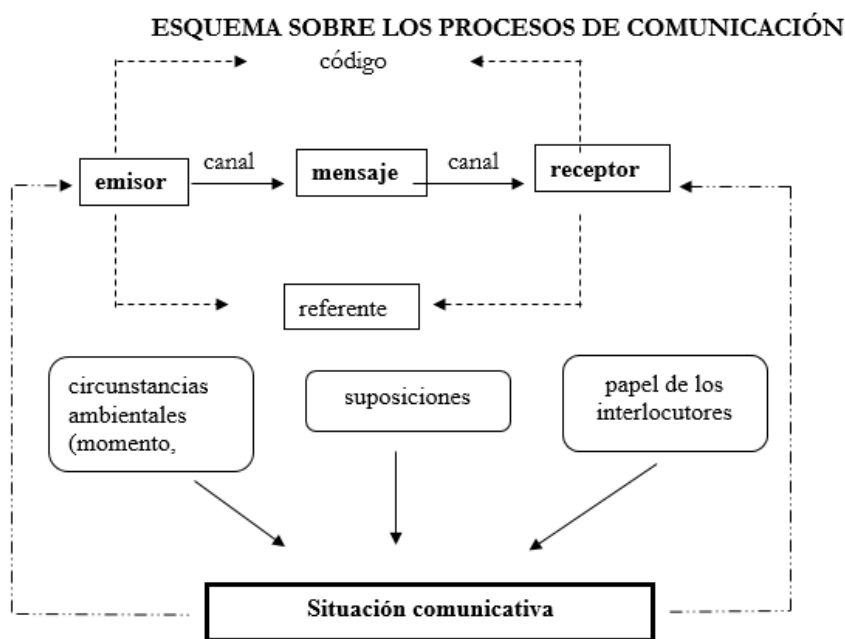 ESQUEMA SOBRE LOS PROCESOS DE COMUNICACIÓN
código
canal
canal
emisor
mensaje
receptor
referente
circunstancias
ambientales
(momento,
suposiciones
papel de los
interlocutores
Situación comunicativa